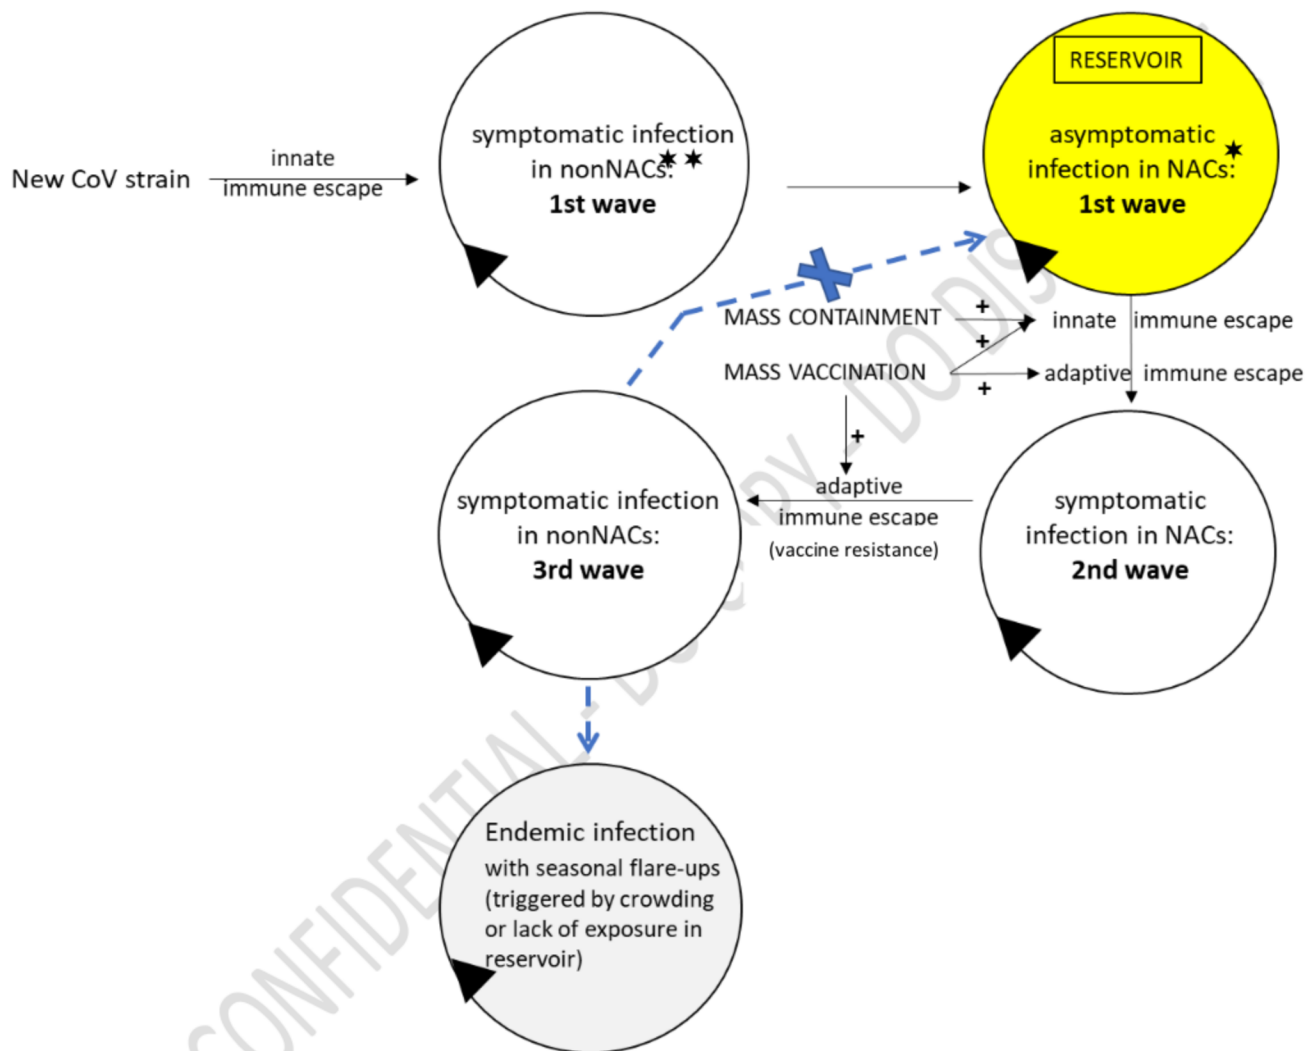 New CoV strain
innate
immune escape
symptomatic infection
in nonNACs:
1st wave
RESERVOIR
asymptomatic
infection in NACs:
1st wave
MASS CONTAINMENT
+
innate immune escape
+
MASS VACCINATION
+
adaptive immune escape
+
adaptive
immune escape
(vaccine resistance)
symptomatic
infection in NACs:
2nd wave
symptomatic infection
in nonNACs:
3rd wave
Endemic infection
with seasonal flare-ups
(triggered by crowding
or lack of exposure in
reservoir)
CONFIDENTIAL - DO